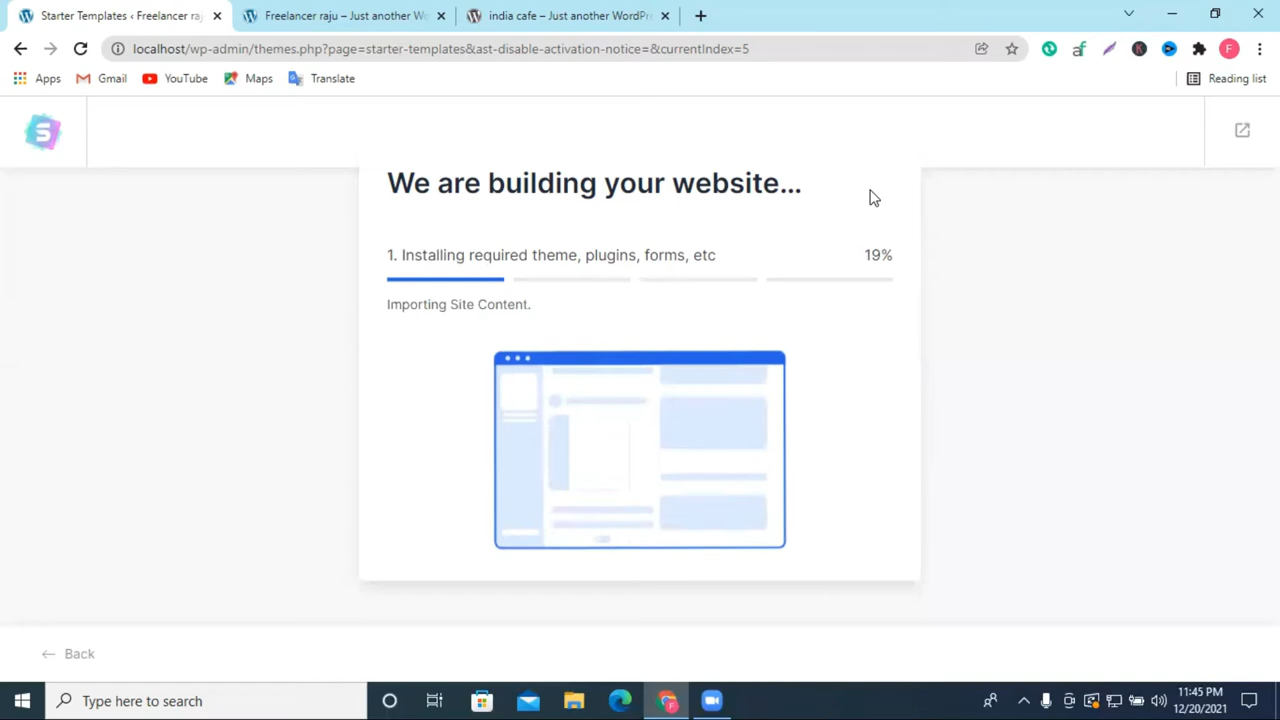 Starter Templates ‹ Freelancer raj
Freelancer raju – Just another Wo
india cafe – Just another WordPre
localhost/wp-admin/themes.php?page=starter-templates&ast-disable-activation-notice=&currentIndex=5
Apps
Gmail
YouTube
Maps
Translate
Reading list
We are building your website...
1. Installing required theme, plugins, forms, etc
19%
Importing Site Content.
Back
Type here to search
11:45 PM
12/20/2021